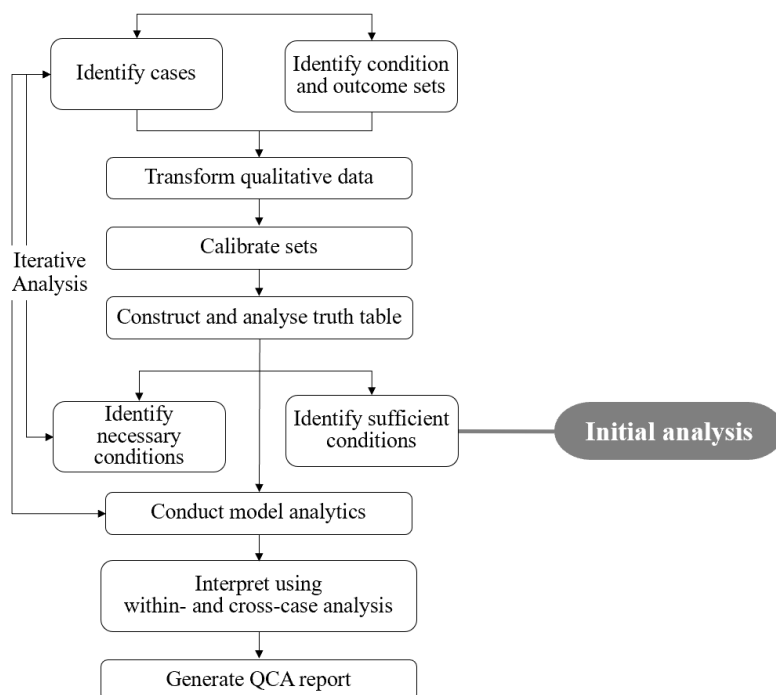 Identify cases
Identify condition
and outcome sets
Transform qualitative data
Calibrate sets
Iterative
Analysis
Construct and analyse truth table
Identify
necessary
conditions
Identify sufficient
conditions
Initial analysis
Conduct model analytics
Interpret using
within- and cross-case analysis
Generate QCA report